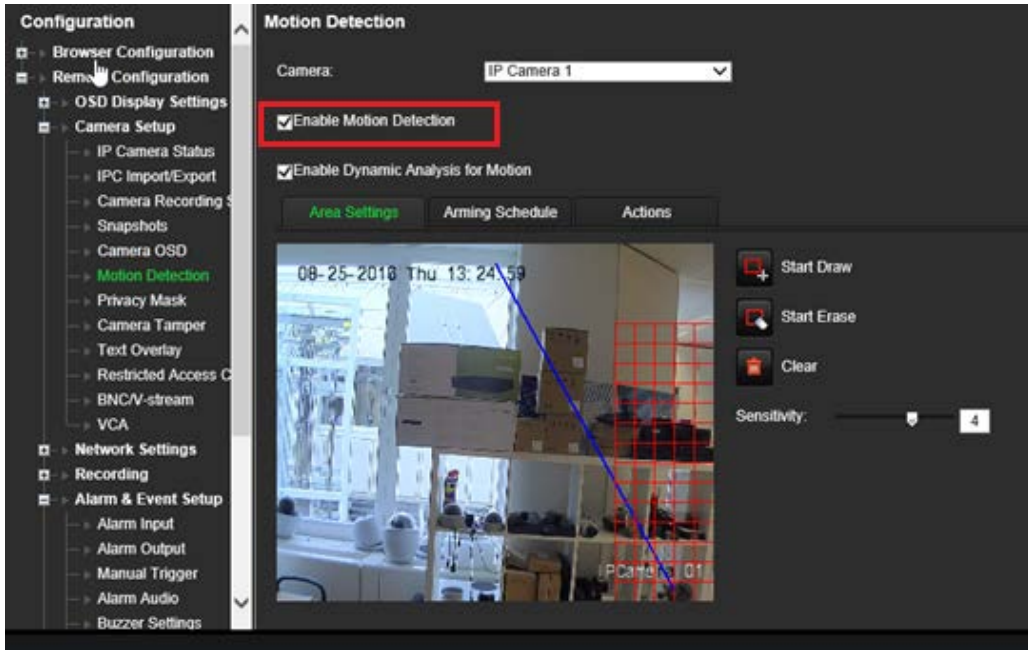 Configuration
Browser Configuration
Configuration
OSD Display Settings
Camera Setup
IP Camera Status
IPC Import/Export
Camera Recording
Snapshots
Camera OSD
Motion Detection
Privacy Mask
Camera Tamper
Text Overlay
Restricted Access C
BNC/V-stream
VCA
Network Settings
Recording
Alarm & Event Setup
Alarm Input
Alarm Output
Manual Trigger
Alarm Audio
Buzzer Settings
Motion Detection
Camera: IP Camera 1
Enable Motion Detection
Enable Dynamic Analysis for Motion
Area Settings Arming Schedule Actions
08-25-2016 Thu 13:24:59
IPCamera 01
Start Draw
Start Erase
Clear
Sensitivity: 4